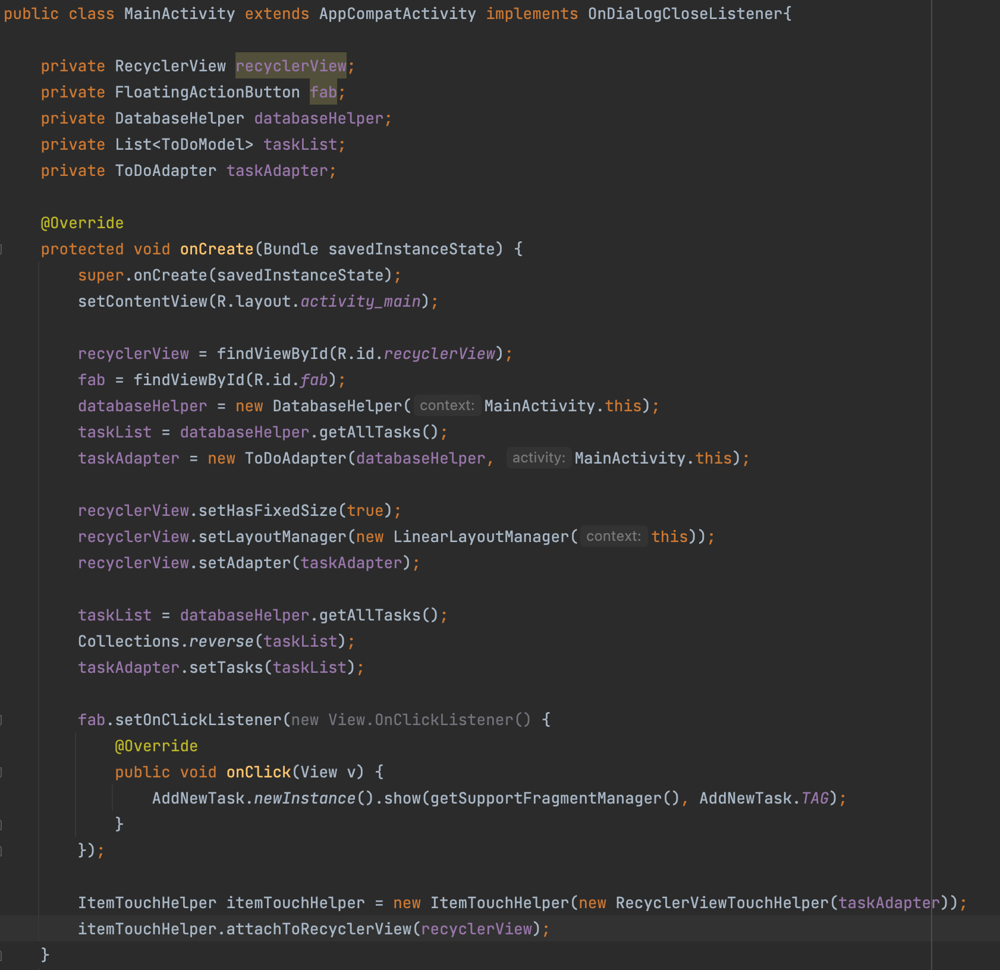 public class MainActivity extends AppCompatActivity implements OnDialogCloseListener{
private RecyclerView recyclerView;
private FloatingActionButton fab;
private DatabaseHelper databaseHelper;
private List<ToDoModel> taskList;
private ToDoAdapter taskAdapter;
@Override
protected void onCreate(Bundle savedInstanceState) {
super.onCreate(savedInstanceState);
setContentView(R.layout.activity_main);
recyclerView = findViewById(R.id.recyclerView);
fab = findViewById(R.id.fab);
databaseHelper = new DatabaseHelper( context: MainActivity.this);
taskList = databaseHelper.getAllTasks();
taskAdapter = new ToDoAdapter(databaseHelper, activity: MainActivity.this);
recyclerView.setHasFixedSize(true);
recyclerView.setLayoutManager(new LinearLayoutManager( context: this));
recyclerView.setAdapter(taskAdapter);
taskList = databaseHelper.getAllTasks();
Collections.reverse(taskList);
taskAdapter.setTasks(taskList);
fab.setOnClickListener(new View.OnClickListener() {
@Override
public void onClick(View v) {
AddNewTask.newInstance().show(getSupportFragmentManager(), AddNewTask.TAG);
}
});
ItemTouchHelper itemTouchHelper = new ItemTouchHelper(new RecyclerViewTouchHelper(taskAdapter));
itemTouchHelper.attachToRecyclerView(recyclerView);
}